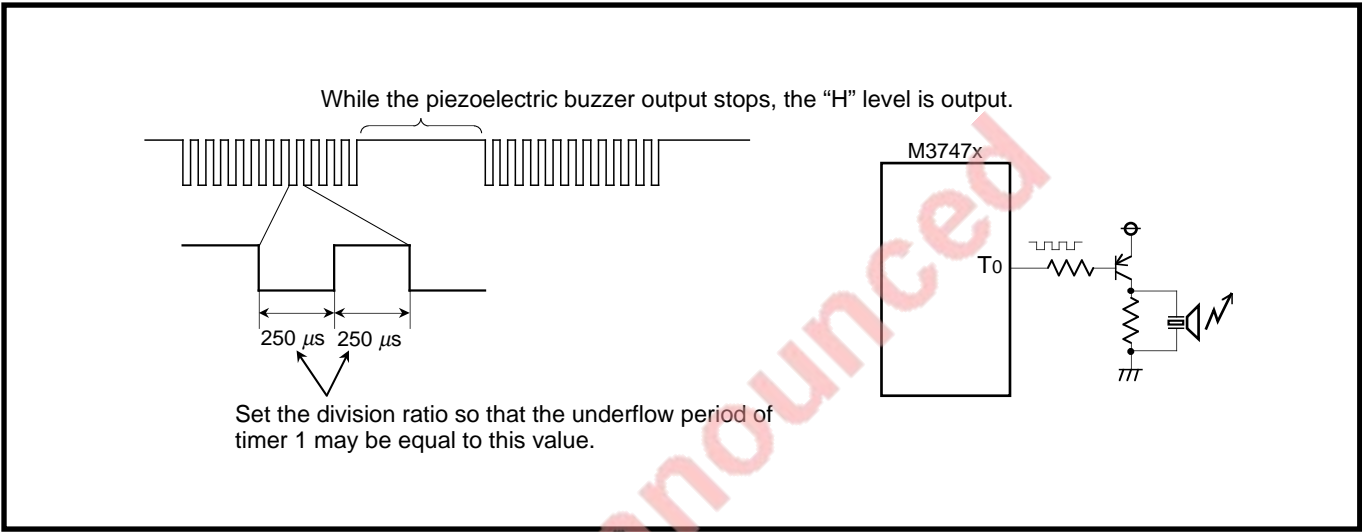 While the piezoelectric buzzer output stops, the “H” level is output.
M3747x
T0
250 μs 250 μs
Set the division ratio so that the underflow period of
timer 1 may be equal to this value.
nounced